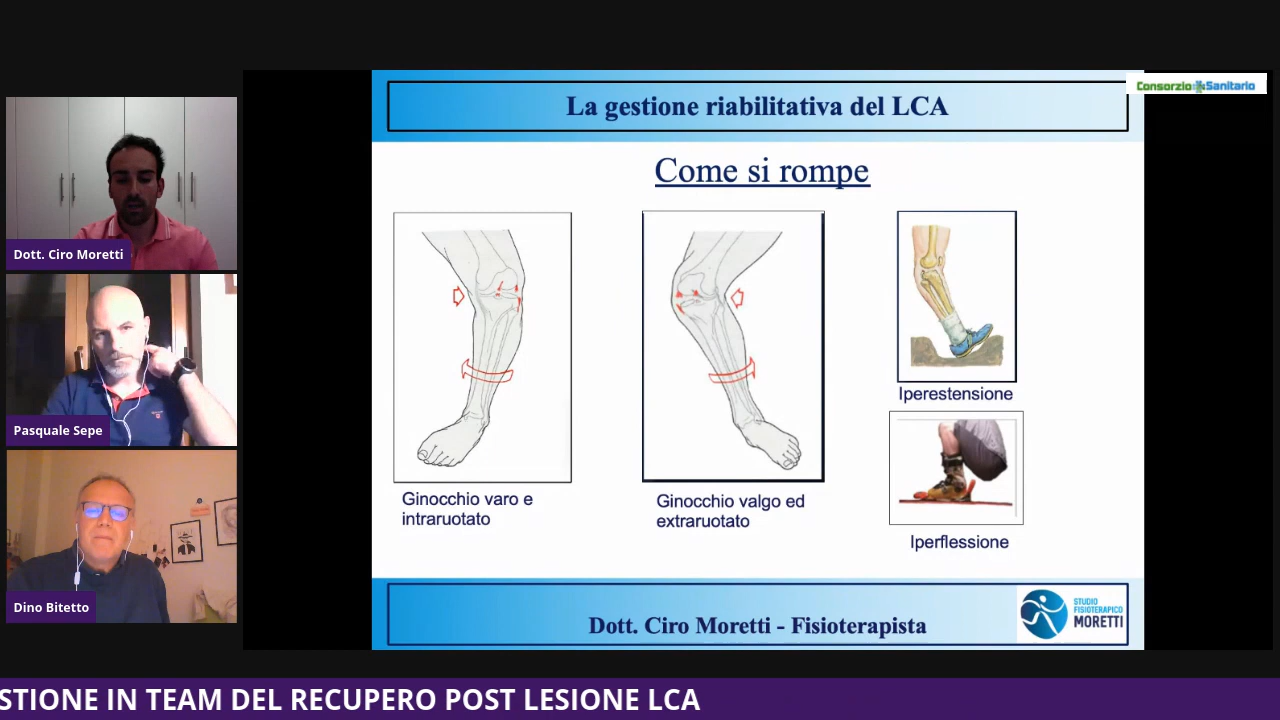 Consorzio Sanitario
La gestione riabilitativa del LCA
Come si rompe
Dott. Ciro Moretti
Pasquale Sepe
Dino Bitetto
Ginocchio varo e
intraruotato
Ginocchio valgo ed
extraruotato
Iperestensione
Iperflessione
Dott. Ciro Moretti - Fisioterapista
STUDIO
FISIOTERAPICO
MORETTI
STIONE IN TEAM DEL RECUPERO POST LESIONE LCA